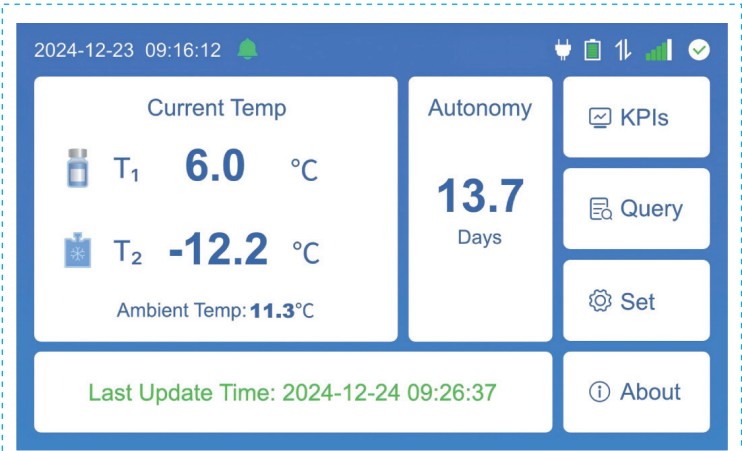 2024-12-23 09:16:12
Current Temp
T₁ 6.0 °C
T₂ -12.2 °C
Ambient Temp: 11.3°C
Autonomy
13.7
Days
KPIs
Query
Set
Last Update Time: 2024-12-24 09:26:37
About